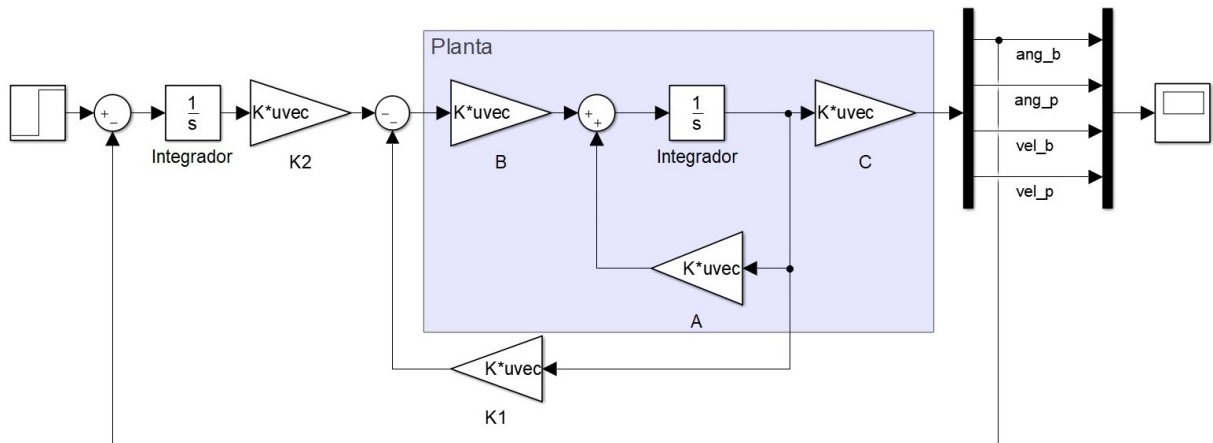 Planta
+
−
1
s
Integrador
K*uvec
K2
−
−
K*uvec
B
+
+
1
s
Integrador
K*uvec
C
K*uvec
A
K*uvec
K1
ang_b
ang_p
vel_b
vel_p